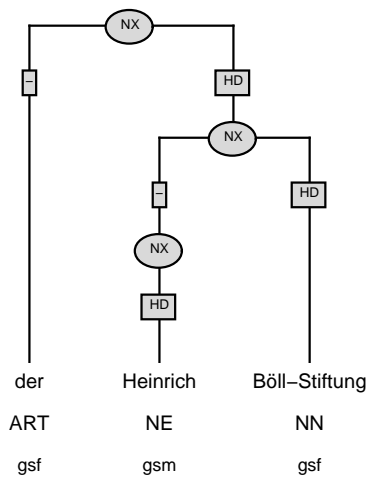 NX
– HD
NX
– HD
NX
HD
der Heinrich Böll–Stiftung
ART NE NN
gsf gsm gsf